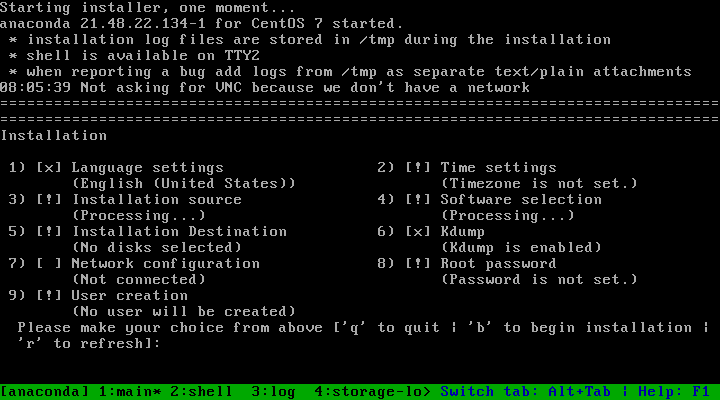 Starting installer, one moment...
anaconda 21.48.22.134-1 for CentOS 7 started.
 * installation log files are stored in /tmp during the installation
 * shell is available on TTY2
 * when reporting a bug add logs from /tmp as separate text/plain attachments
08:05:39 Not asking for VNC because we don't have a network
================================================================================
================================================================================
Installation

 1) [x] Language settings                 2) [!] Time settings
        (English (United States))                (Timezone is not set.)
 3) [!] Installation source               4) [!] Software selection
        (Processing...)                          (Processing...)
 5) [!] Installation Destination          6) [x] Kdump
        (No disks selected)                      (Kdump is enabled)
 7) [ ] Network configuration             8) [!] Root password
        (Not connected)                          (Password is not set.)
 9) [!] User creation
        (No user will be created)
  Please make your choice from above ['q' to quit | 'b' to begin installation |
  'r' to refresh]:

[anaconda] 1:main* 2:shell  3:log  4:storage-lo> Switch tab: Alt+Tab | Help: F1